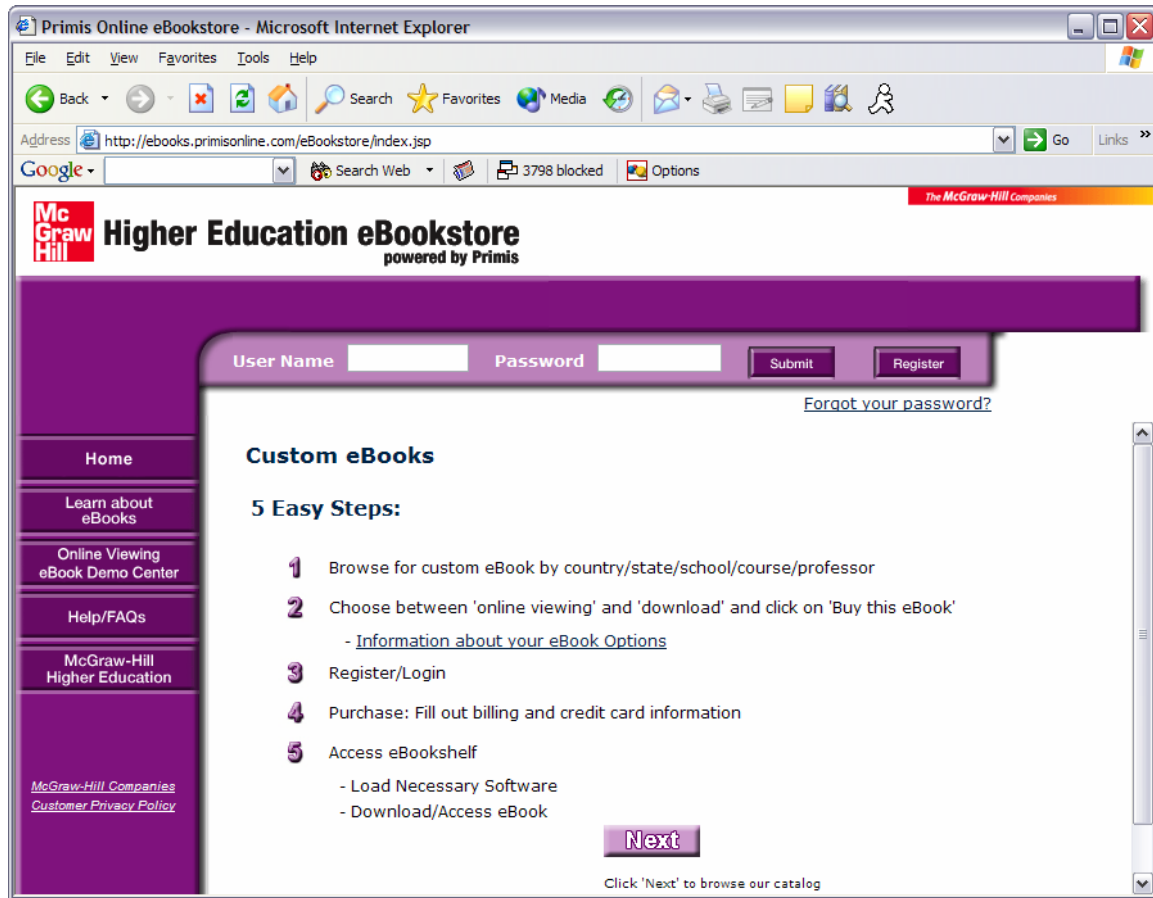 Primis Online eBookstore - Microsoft Internet Explorer
File Edit View Favorites Tools Help
Back Search Favorites Media
Address http://ebooks.primisonline.com/eBookstore/index.jsp Go Links »
Google Search Web 3798 blocked Options
The McGraw-Hill Companies
Mc
Graw
Hill
Higher Education eBookstore
powered by Primis
User Name Password Submit Register
Forgot your password?
Home
Learn about
eBooks
Online Viewing
eBook Demo Center
Help/FAQs
McGraw-Hill
Higher Education
McGraw-Hill Companies
Customer Privacy Policy
Custom eBooks
5 Easy Steps:
1 Browse for custom eBook by country/state/school/course/professor
2 Choose between 'online viewing' and 'download' and click on 'Buy this eBook'
- Information about your eBook Options
3 Register/Login
4 Purchase: Fill out billing and credit card information
5 Access eBookshelf
- Load Necessary Software
- Download/Access eBook
Next
Click 'Next' to browse our catalog